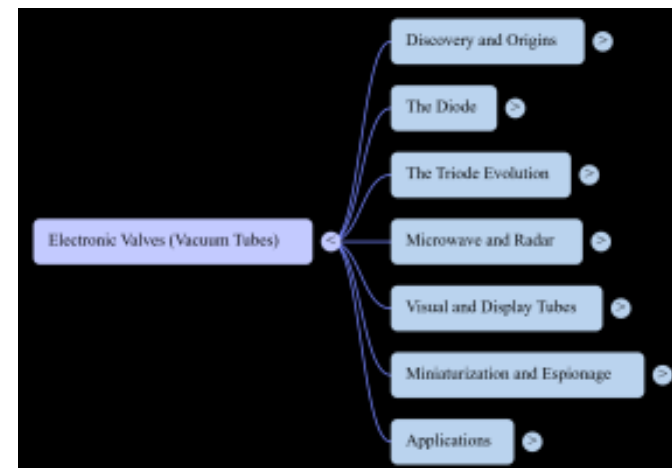 Discovery and Origins >
The Diode >
The Triode Evolution >
Electronic Valves (Vacuum Tubes) <
Microwave and Radar >
Visual and Display Tubes >
Miniaturization and Espionage >
Applications >